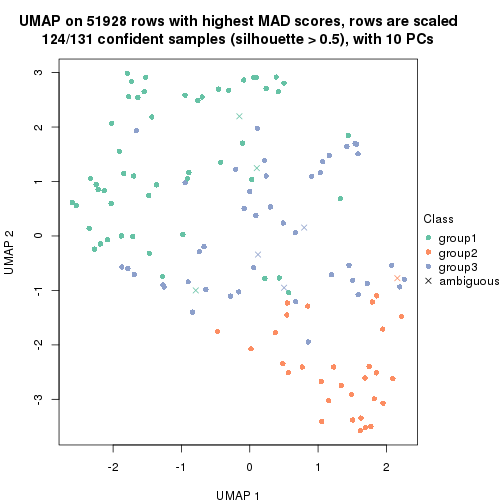 UMAP on 51928 rows with highest MAD scores, rows are scaled
124/131 confident samples (silhouette > 0.5), with 10 PCs
3
2
1
0
-1
-2
-3
UMAP 2
-2
-1
0
1
2
UMAP 1
Class
group1
group2
group3
ambiguous